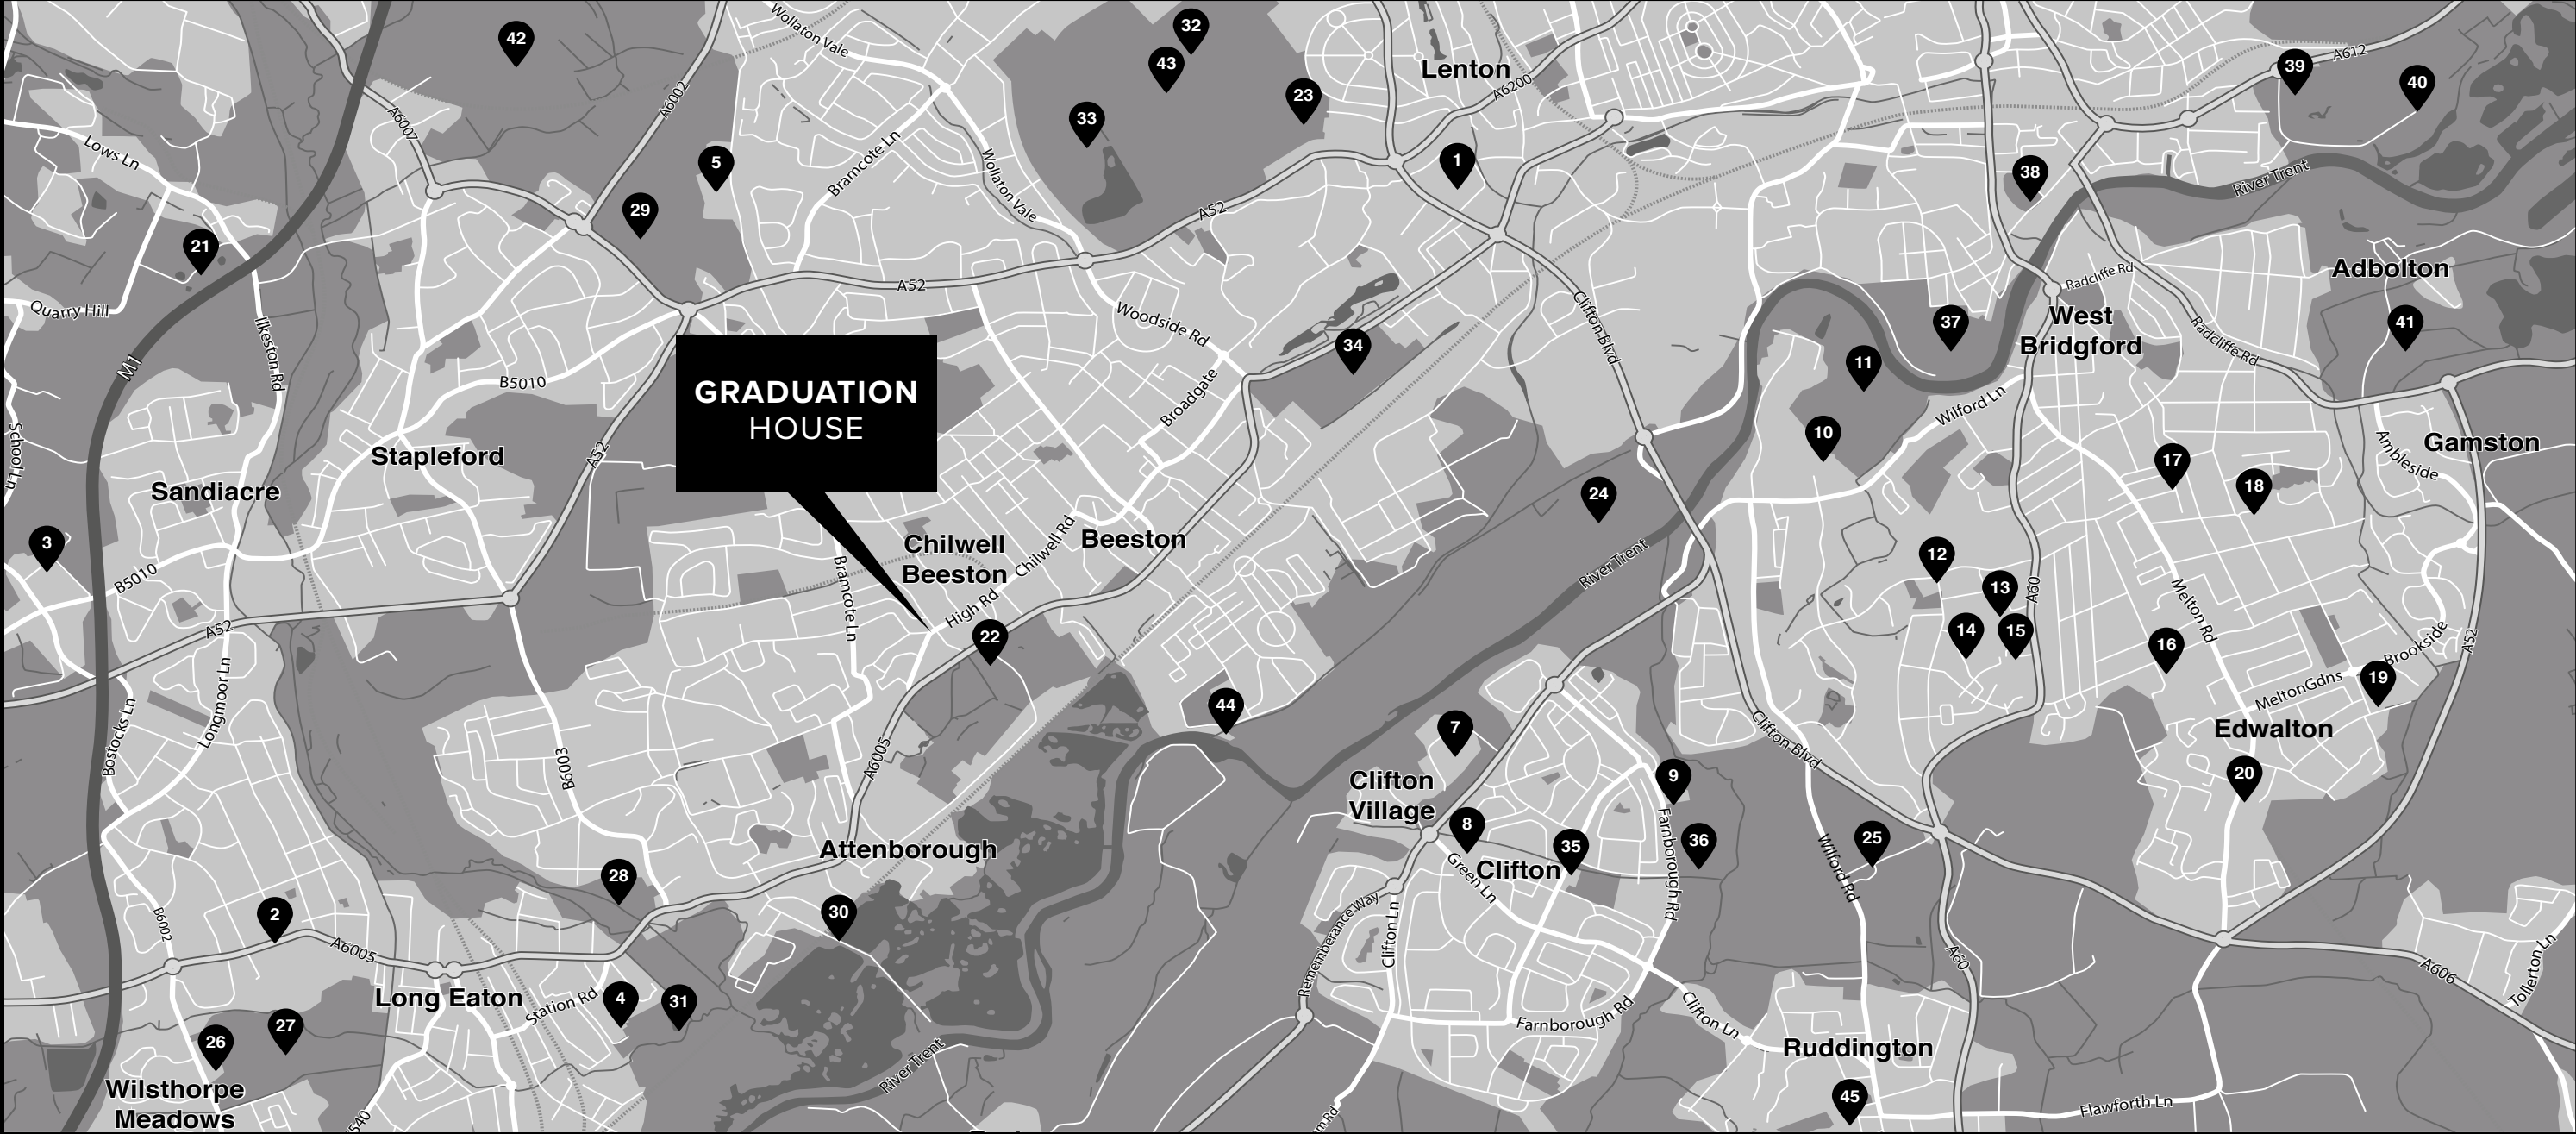 42
32
43
33
23
Wollaton Vale
Lenton
A6200
A612
39
40
A6002
A6007
Lows Ln
5
29
Bramcote Ln
Wollaton Vale
1
38
River Trent
A52
21
Quarry Hill
M1
Ilkeston Rd
A52
Woodside Rd
34
Clifton Blvd
Radcliffe Rd
Adbolton
West
Bridgford
37
11
41
Radcliffe Rd
B5010
GRADUATION
HOUSE
Broadgate
Wilford Ln
10
School Ln
Stapleford
A52
Sandiacre
17
18
Ambleside
Gamston
24
3
B5010
Chilwell
Beeston
Chilwell Rd
Beeston
River Trent
12
13
A60
14
15
Melton Rd
16
Bramcote Ln
High Rd
22
A52
Brookside
A52
Longmoor Ln
Bostocks Ln
MeltonGdns
19
Edwalton
44
7
B6003
A6005
Clifton Blvd
9
Clifton
Village
8
35
Clifton
Green Ln
36
Farnborough Rd
20
25
Wilford Rd
Attenborough
28
30
2
B6002
A6005
Long Eaton
Station Rd
4
31
Rememberance Way
Clifton Ln
A60
A606
Tollerton Ln
26
27
Wilsthorpe
Meadows
River Trent
Farnborough Rd
Clifton Ln
Ruddington
45
Flawforth Ln